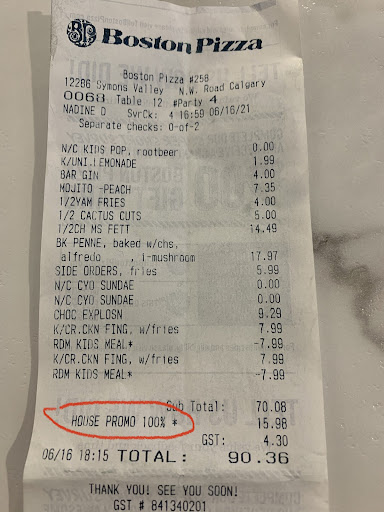 BP Boston Pizza
Boston Pizza #258
12286 Symons Valley N.W. Road Calgary
0068 Table 12 #Party 4
NADINE D SvrCk: 4 16:59 06/16/21
Separate checks: 0-of-2
N/C KIDS POP, rootbeer 0.00
K/UNI.LEMONADE 1.99
BAR GIN 4.00
MOJITO -PEACH 7.35
1/2YAM FRIES 4.00
1/2 CACTUS CUTS 5.00
1/2CH MS FETT 14.49
BK PENNE, baked w/chs,
alfredo , i-mushroom 17.97
SIDE ORDERS, fries 5.99
N/C CYO SUNDAE 0.00
N/C CYO SUNDAE 0.00
CHOC EXPLOSN 9.29
K/CR.CKN FING, w/fries 7.99
RDM KIDS MEAL* -7.99
K/CR.CKN FING, w/fries 7.99
RDM KIDS MEAL* -7.99
Sub Total: 70.08
HOUSE PROMO 100% * 15.98
GST: 4.30
06/16 18:15 TOTAL: 90.36
THANK YOU! SEE YOU SOON!
GST # 841340201